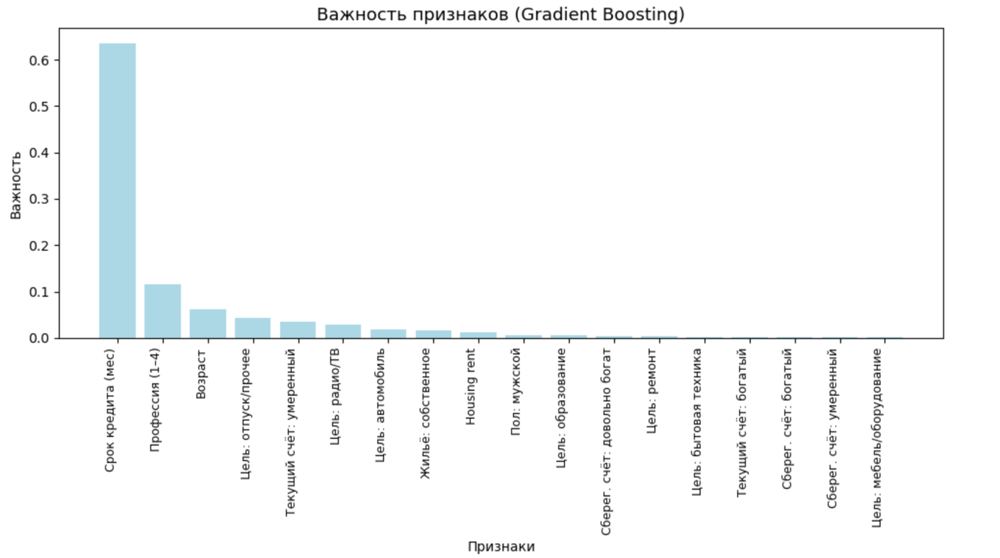 Важность признаков (Gradient Boosting)
Важность
0.6
0.5
0.4
0.3
0.2
0.1
0.0
Срок кредита (мес)
Профессия (1–4)
Возраст
Цель: отпуск/прочее
Текущий счёт: умеренный
Цель: радио/ТВ
Цель: автомобиль
Жильё: собственное
Housing rent
Пол: мужской
Цель: образование
Сберег. счёт: довольно богат
Цель: ремонт
Цель: бытовая техника
Текущий счёт: богатый
Сберег. счёт: богатый
Сберег. счёт: умеренный
Цель: мебель/оборудование
Признаки